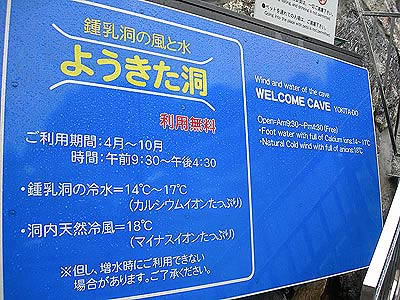 鍾乳洞の風と水
ようきた洞
利用無料
ご利用期間:4月〜10月
時間:午前9:30〜午後4:30
・鍾乳洞の冷水=14℃〜17℃
(カルシウムイオンたっぷり)
・洞内天然冷風=18℃
(マイナスイオンたっぷり)
※但し、増水時にご利用できない
場合があります。ご了承ください。
Wind and water of the cave
WELCOME CAVE YOKITA-DO
Open・Am9:30〜Pm4:30(Free)
・Foot water with full of Calcium Ions:14〜17℃
・Natural Cold wind with full of anions:18℃